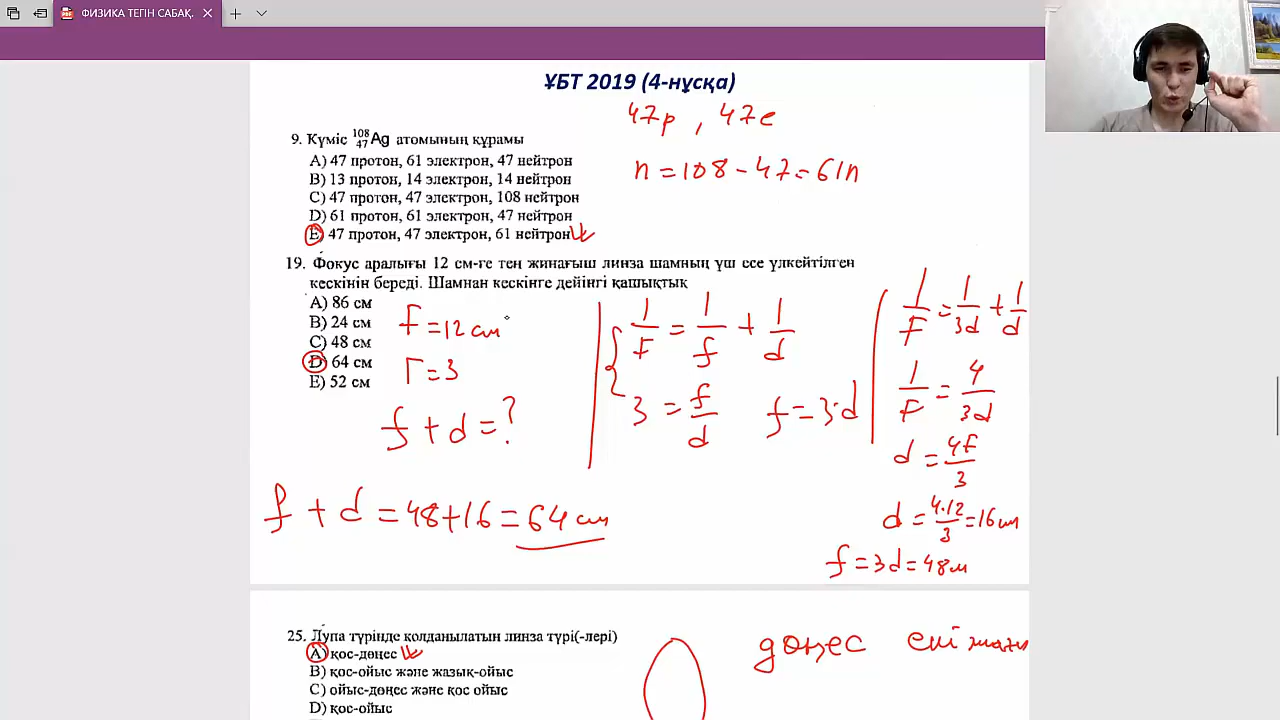 ФИЗИКА ТЕГІН САБАҚ.
ҰБТ 2019 (4-нұсқа)
47p , 47e
9. Күміс ¹⁰⁸₄₇Ag атомының құрамы
A) 47 протон, 61 электрон, 47 нейтрон
B) 13 протон, 14 электрон, 14 нейтрон
C) 47 протон, 47 электрон, 108 нейтрон
D) 61 протон, 61 электрон, 47 нейтрон
E) 47 протон, 47 электрон, 61 нейтрон
n = 108 - 47 = 61n
19. Фокус аралығы 12 см-ге тең жинағыш линза шамның үш есе үлкейтілген
кескінін береді. Шамнан кескінге дейінгі қашықтық
A) 86 см
B) 24 см
C) 48 см
D) 64 см
E) 52 см
F = 12 см
Г = 3
f + d = ?
1/F = 1/f + 1/d
3 = f/d f = 3·d
1/F = 1/3d + 1/d
1/F = 4/3d
d = 4F/3
d = 4·12/3 = 16 см
f = 3d = 48 м
f + d = 48 + 16 = 64 см
25. Лупа түрінде қолданылатын линза түрі(-лері)
A) қос-дөңес
B) қос-ойыс және жазық-ойыс
C) ойыс-дөңес және қос ойыс
D) қос-ойыс
дөңес екі